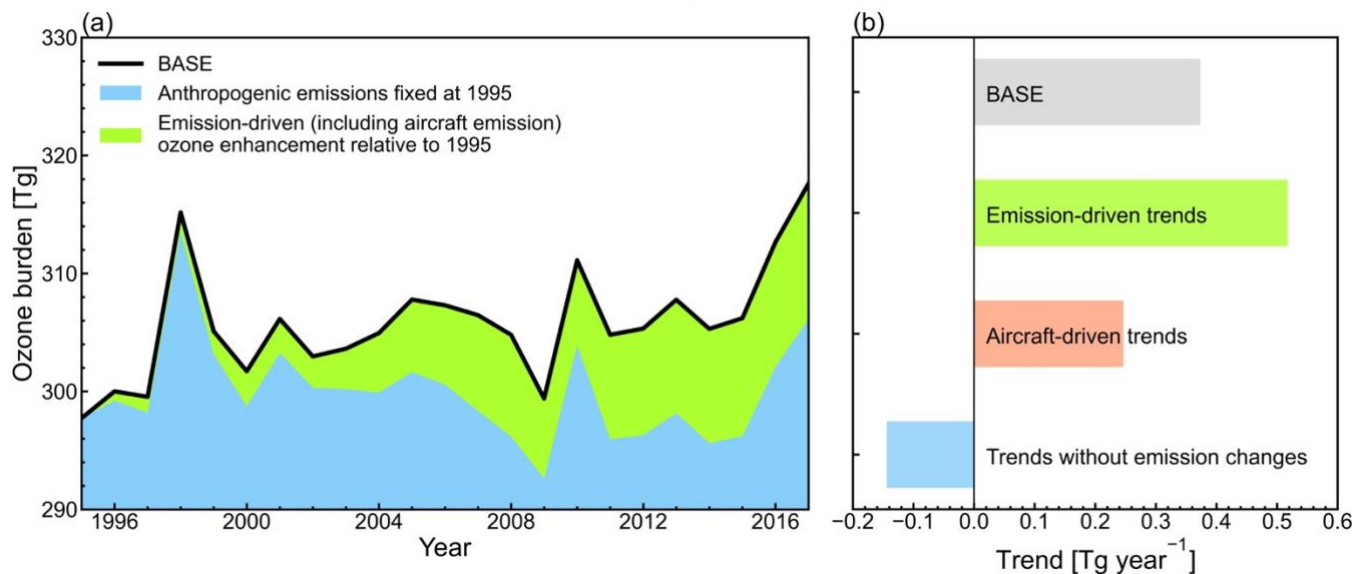 (a)
330
320
310
300
290
Ozone burden [Tg]
BASE
Anthropogenic emissions fixed at 1995
Emission-driven (including aircraft emission)
ozone enhancement relative to 1995
1996 2000 2004 2008 2012 2016
Year
(b)
BASE
Emission-driven trends
Aircraft-driven trends
Trends without emission changes
−0.2 −0.1 0.0 0.1 0.2 0.3 0.4 0.5 0.6
Trend [Tg year⁻¹]